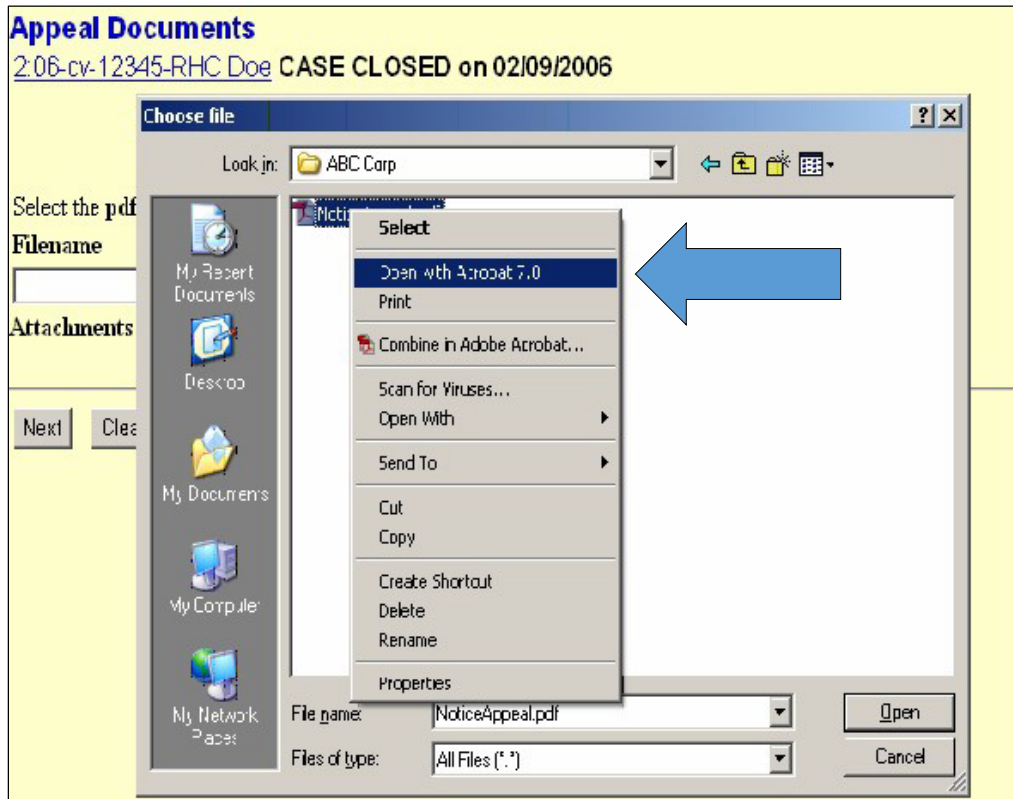 Appeal Documents
2:06-cv-12345-RHC Doe CASE CLOSED on 02/09/2006
Choose file
Look in: ABC Corp
Select the pdf
Filename
Attachments
Next Clea
My Recent
Documents
Desktop
My Documents
My Computer
My Network
Places
Select
Open with Acrobat 7.0
Print
Combine in Adobe Acrobat...
Scan for Viruses...
Open With
Send To
Cut
Copy
Create Shortcut
Delete
Rename
Properties
File name: NoticeAppeal.pdf
Open
Files of type: All Files (*.*)
Cancel